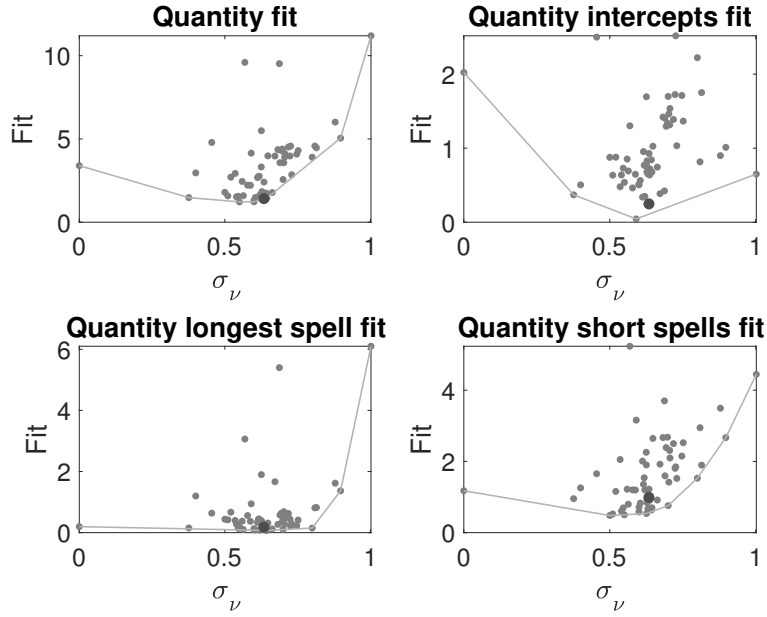 Quantity fit
Fit
10
5
0
0
0.5
1
σ_ν
Quantity intercepts fit
Fit
2
1
0
0
0.5
1
σ_ν
Quantity longest spell fit
Fit
6
4
2
0
0
0.5
1
σ_ν
Quantity short spells fit
Fit
4
2
0
0
0.5
1
σ_ν